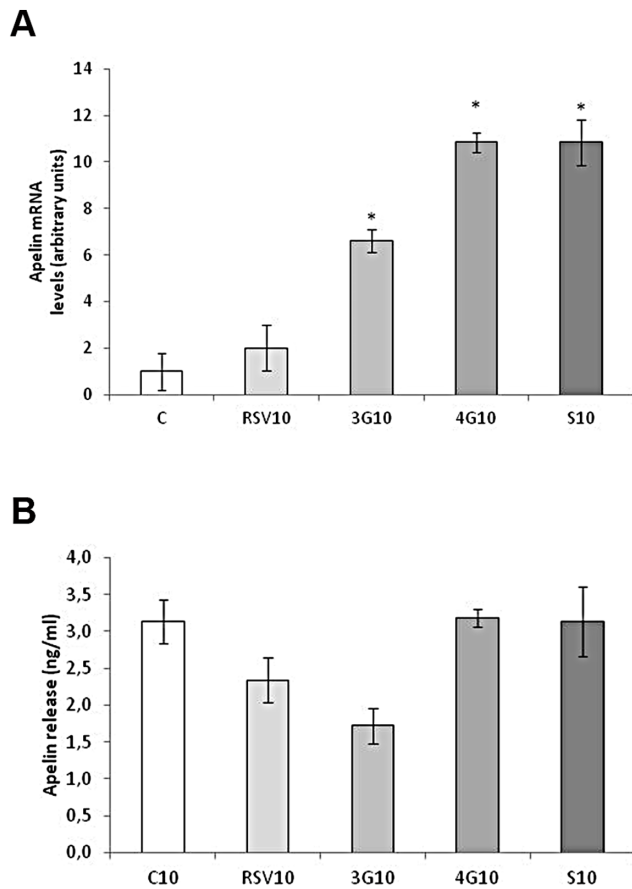 A
Apelin mRNA
levels (arbitrary units)
14
12
10
8
6
4
2
0
*
*
*
C RSV10 3G10 4G10 S10
B
Apelin release (ng/ml)
4,0
3,5
3,0
2,5
2,0
1,5
1,0
0,5
0,0
C10 RSV10 3G10 4G10 S10